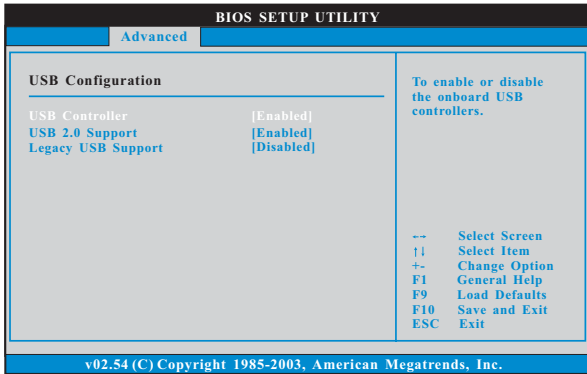 BIOS SETUP UTILITY
Advanced
USB Configuration
USB Controller [Enabled]
USB 2.0 Support [Enabled]
Legacy USB Support [Disabled]
To enable or disable
the onboard USB
controllers.
←→ Select Screen
↑↓ Select Item
+- Change Option
F1 General Help
F9 Load Defaults
F10 Save and Exit
ESC Exit
v02.54 (C) Copyright 1985-2003, American Megatrends, Inc.